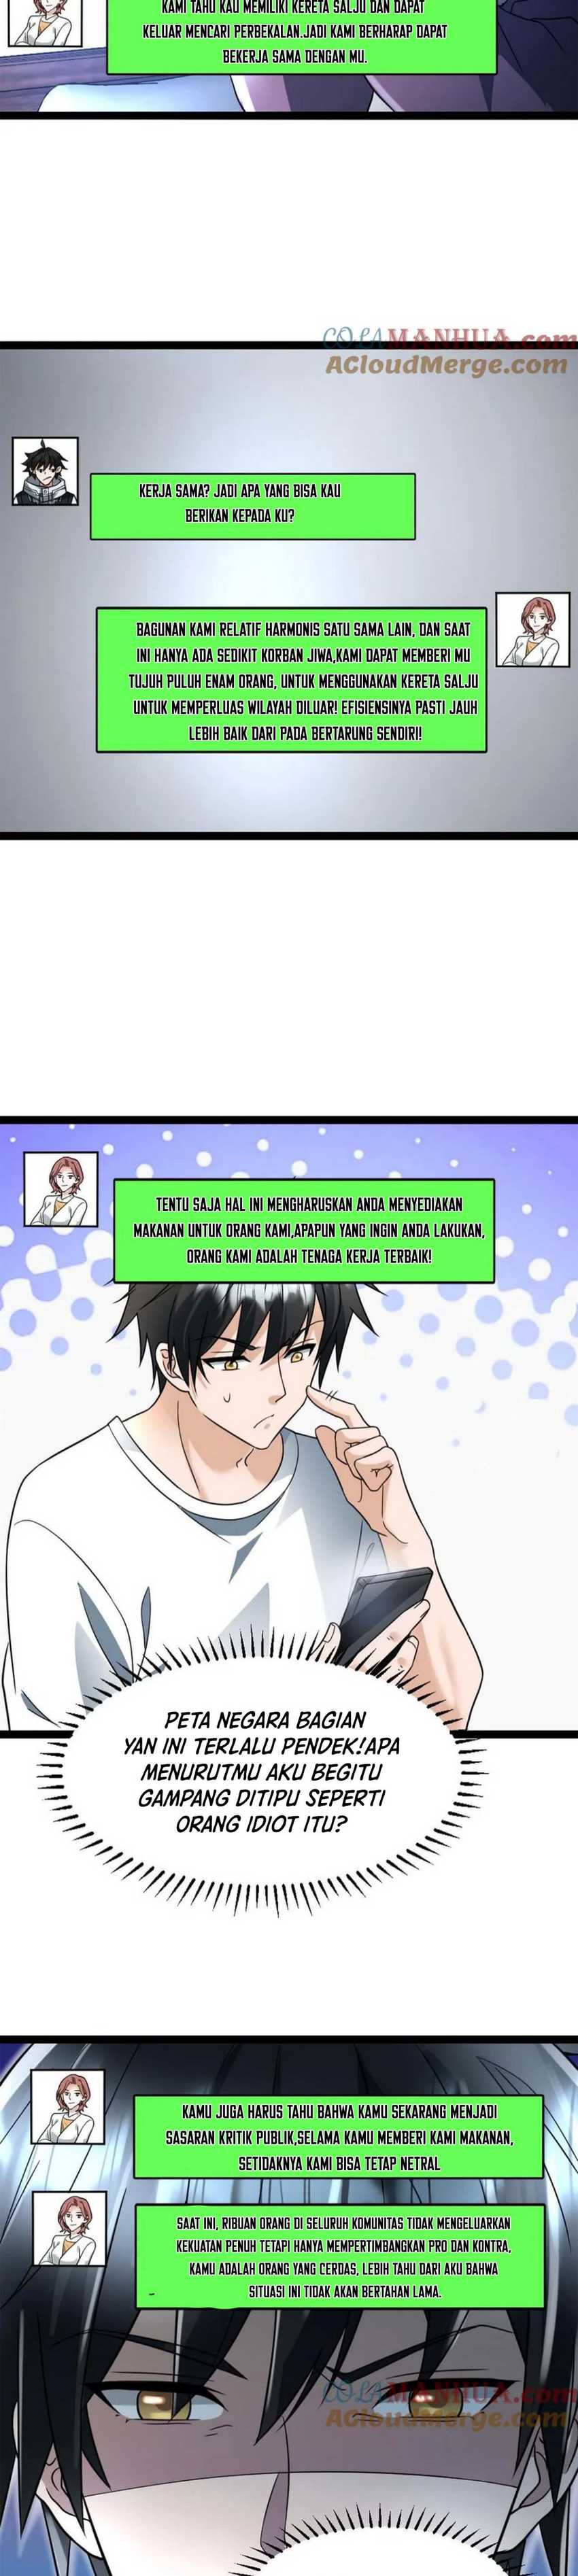 KAMI TAHU KAU MEMILIKI KERETA SALJU DAN DAPAT
KELUAR MENCARI PERBEKALAN.JADI KAMI BERHARAP DAPAT
BEKERJA SAMA DENGAN MU.
COLAMANHUA.com
ACloudMerge.com
KERJA SAMA? JADI APA YANG BISA KAU
BERIKAN KEPADA KU?
BAGUNAN KAMI RELATIF HARMONIS SATU SAMA LAIN, DAN SAAT
INI HANYA ADA SEDIKIT KORBAN JIWA,KAMI DAPAT MEMBERI MU
TUJUH PULUH ENAM ORANG, UNTUK MENGGUNAKAN KERETA SALJU
UNTUK MEMPERLUAS WILAYAH DILUAR! EFISIENSINYA PASTI JAUH
LEBIH BAIK DARI PADA BERTARUNG SENDIRI!
TENTU SAJA HAL INI MENGHARUSKAN ANDA MENYEDIAKAN
MAKANAN UNTUK ORANG KAMI,APAPUN YANG INGIN ANDA LAKUKAN,
ORANG KAMI ADALAH TENAGA KERJA TERBAIK!
PETA NEGARA BAGIAN
YAN INI TERLALU PENDEK!APA
MENURUTMU AKU BEGITU
GAMPANG DITIPU SEPERTI
ORANG IDIOT ITU?
KAMU JUGA HARUS TAHU BAHWA KAMU SEKARANG MENJADI
SASARAN KRITIK PUBLIK,SELAMA KAMU MEMBERI KAMI MAKANAN,
SETIDAKNYA KAMI BISA TETAP NETRAL
SAAT INI, RIBUAN ORANG DI SELURUH KOMUNITAS TIDAK MENGELUARKAN
KEKUATAN PENUH TETAPI HANYA MEMPERTIMBANGKAN PRO DAN KONTRA,
KAMU ADALAH ORANG YANG CERDAS, LEBIH TAHU DARI AKU BAHWA
SITUASI INI TIDAK AKAN BERTAHAN LAMA.
COLAMANHUA.com
ACloudMerge.com